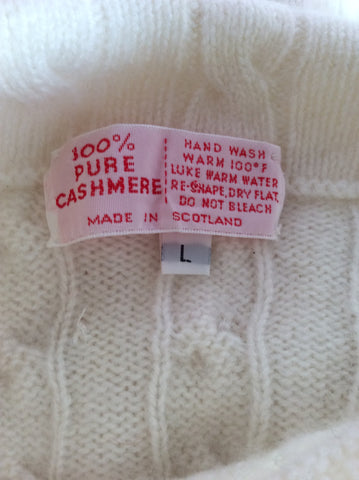 100%
PURE
CASHMERE
HAND WASH
WARM 100°F
LUKE WARM WATER
RE-SHAPE, DRY FLAT,
DO NOT BLEACH
MADE IN SCOTLAND
L